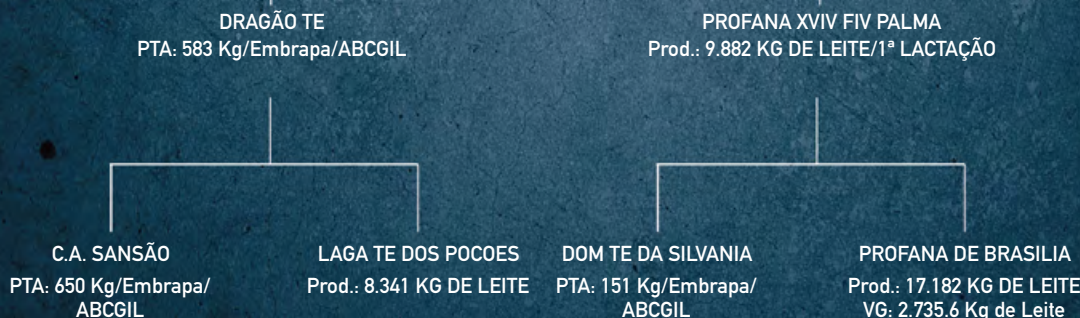 DRAGÃO TE
PTA: 583 Kg/Embrapa/ABCGIL
PROFANA XVIV FIV PALMA
Prod.: 9.882 KG DE LEITE/1ª LACTAÇÃO
C.A. SANSÃO
PTA: 650 Kg/Embrapa/
ABCGIL
LAGA TE DOS POCOES
Prod.: 8.341 KG DE LEITE
DOM TE DA SILVANIA
PTA: 151 Kg/Embrapa/
ABCGIL
PROFANA DE BRASILIA
Prod.: 17.182 KG DE LEITE
VG: 2.735.6 Kg de Leite